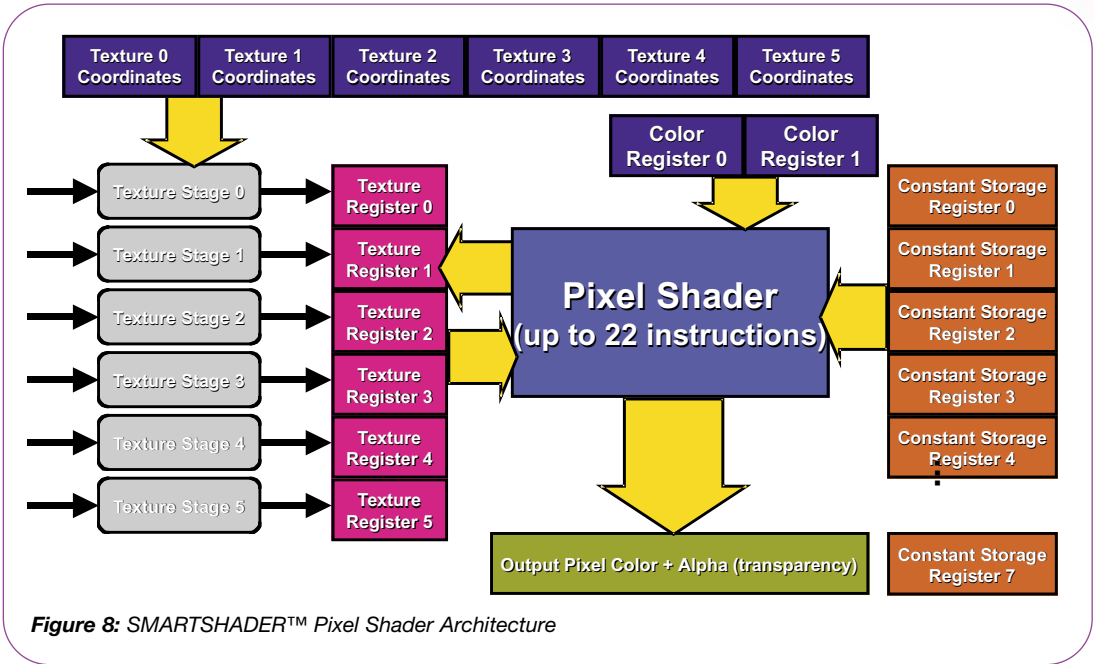 Texture 0
Coordinates
Texture 1
Coordinates
Texture 2
Coordinates
Texture 3
Coordinates
Texture 4
Coordinates
Texture 5
Coordinates
Color
Register 0
Color
Register 1
Texture Stage 0
Texture Stage 1
Texture Stage 2
Texture Stage 3
Texture Stage 4
Texture Stage 5
Texture
Register 0
Texture
Register 1
Texture
Register 2
Texture
Register 3
Texture
Register 4
Texture
Register 5
Pixel Shader
(up to 22 instructions)
Constant Storage
Register 0
Constant Storage
Register 1
Constant Storage
Register 2
Constant Storage
Register 3
Constant Storage
Register 4
⋮
Constant Storage
Register 7
Output Pixel Color + Alpha (transparency)
Figure 8: SMARTSHADER™ Pixel Shader Architecture